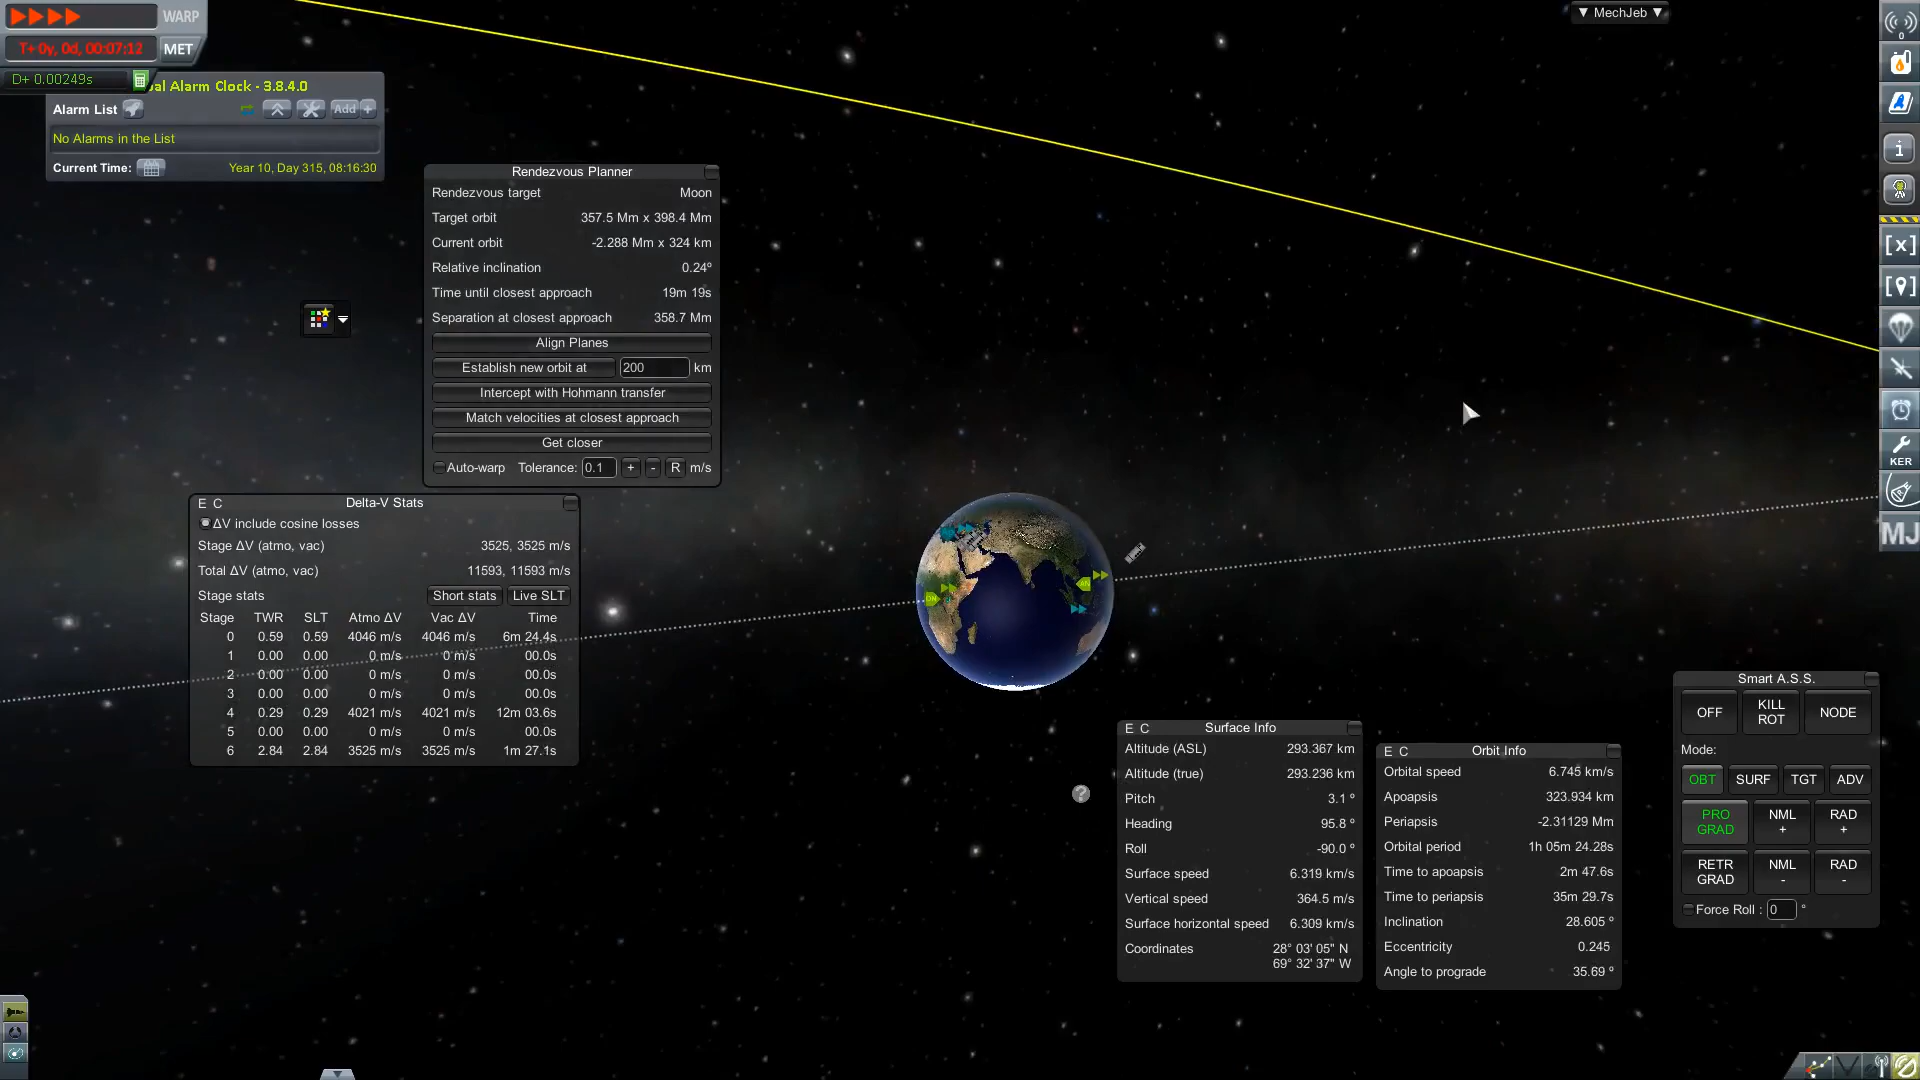 WARP
T+ 0y, 0d, 00:07:12 MET
D+ 0.00249s
al Alarm Clock - 3.8.4.0
Alarm List Add +
No Alarms in the List
Current Time: Year 10, Day 315, 08:16:30
▼ MechJeb ▼
Rendezvous Planner
Rendezvous target Moon
Target orbit 357.5 Mm x 398.4 Mm
Current orbit -2.288 Mm x 324 km
Relative inclination 0.24º
Time until closest approach 19m 19s
Separation at closest approach 358.7 Mm
Align Planes
Establish new orbit at 200 km
Intercept with Hohmann transfer
Match velocities at closest approach
Get closer
Auto-warp Tolerance: 0.1 + - R m/s
E C Delta-V Stats
ΔV include cosine losses
Stage ΔV (atmo, vac) 3525, 3525 m/s
Total ΔV (atmo, vac) 11593, 11593 m/s
Stage stats Short stats Live SLT
Stage TWR SLT Atmo ΔV Vac ΔV Time
0 0.59 0.59 4046 m/s 4046 m/s 6m 24.4s
1 0.00 0.00 0 m/s 0 m/s 00.0s
2 0.00 0.00 0 m/s 0 m/s 00.0s
3 0.00 0.00 0 m/s 0 m/s 00.0s
4 0.29 0.29 4021 m/s 4021 m/s 12m 03.6s
5 0.00 0.00 0 m/s 0 m/s 00.0s
6 2.84 2.84 3525 m/s 3525 m/s 1m 27.1s
DN
AN
E C Surface Info
Altitude (ASL) 293.367 km
Altitude (true) 293.236 km
Pitch 3.1 º
Heading 95.8 º
Roll -90.0 º
Surface speed 6.319 km/s
Vertical speed 364.5 m/s
Surface horizontal speed 6.309 km/s
Coordinates 28° 03' 05" N
69° 32' 37" W
?
E C Orbit Info
Orbital speed 6.745 km/s
Apoapsis 323.934 km
Periapsis -2.31129 Mm
Orbital period 1h 05m 24.28s
Time to apoapsis 2m 47.6s
Time to periapsis 35m 29.7s
Inclination 28.605 º
Eccentricity 0.245
Angle to prograde 35.69 º
Smart A.S.S.
OFF KILL ROT NODE
Mode:
OBT SURF TGT ADV
PRO GRAD NML + RAD +
RETR GRAD NML - RAD -
Force Roll : 0 °
0
i
[x]
KER
MJ